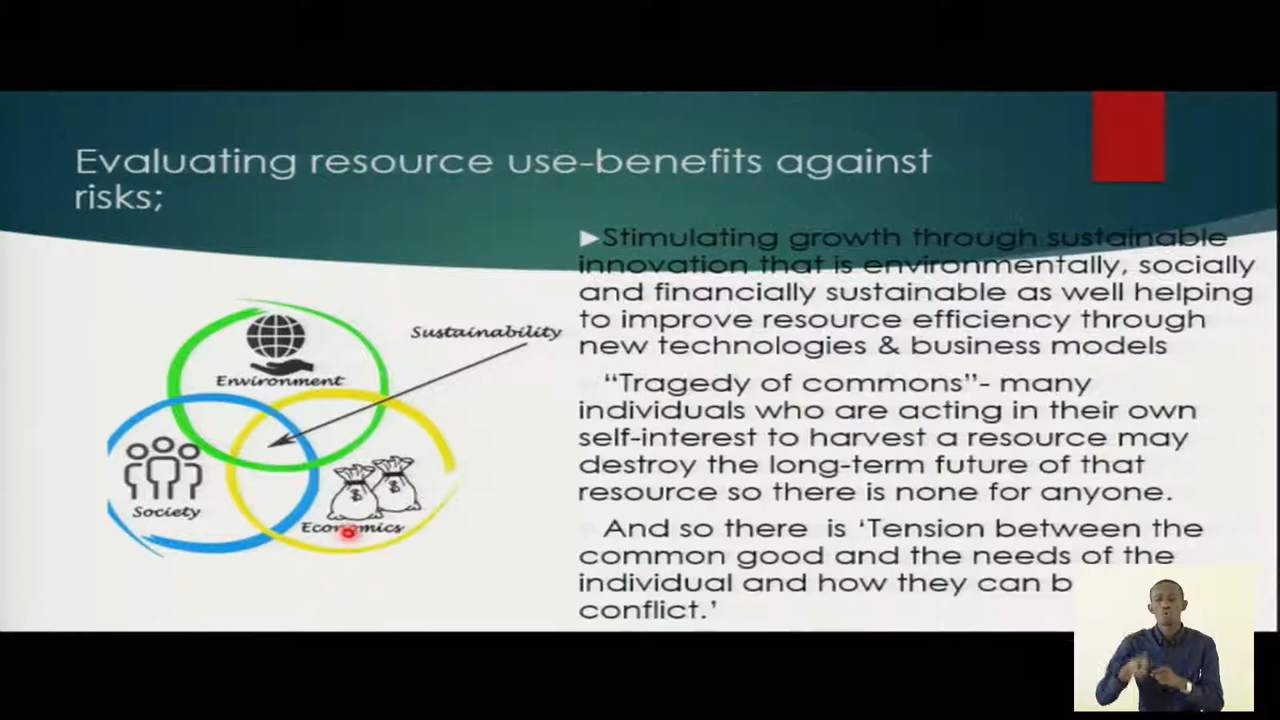 Evaluating resource use-benefits against
risks;
Stimulating growth through sustainable
innovation that is environmentally, socially
and financially sustainable as well helping
to improve resource efficiency through
new technologies & business models
“Tragedy of commons”- many
individuals who are acting in their own
self-interest to harvest a resource may
destroy the long-term future of that
resource so there is none for anyone.
And so there is ‘Tension between the
common good and the needs of the
individual and how they can b
conflict.’
Sustainability
Environment
Society
Economics